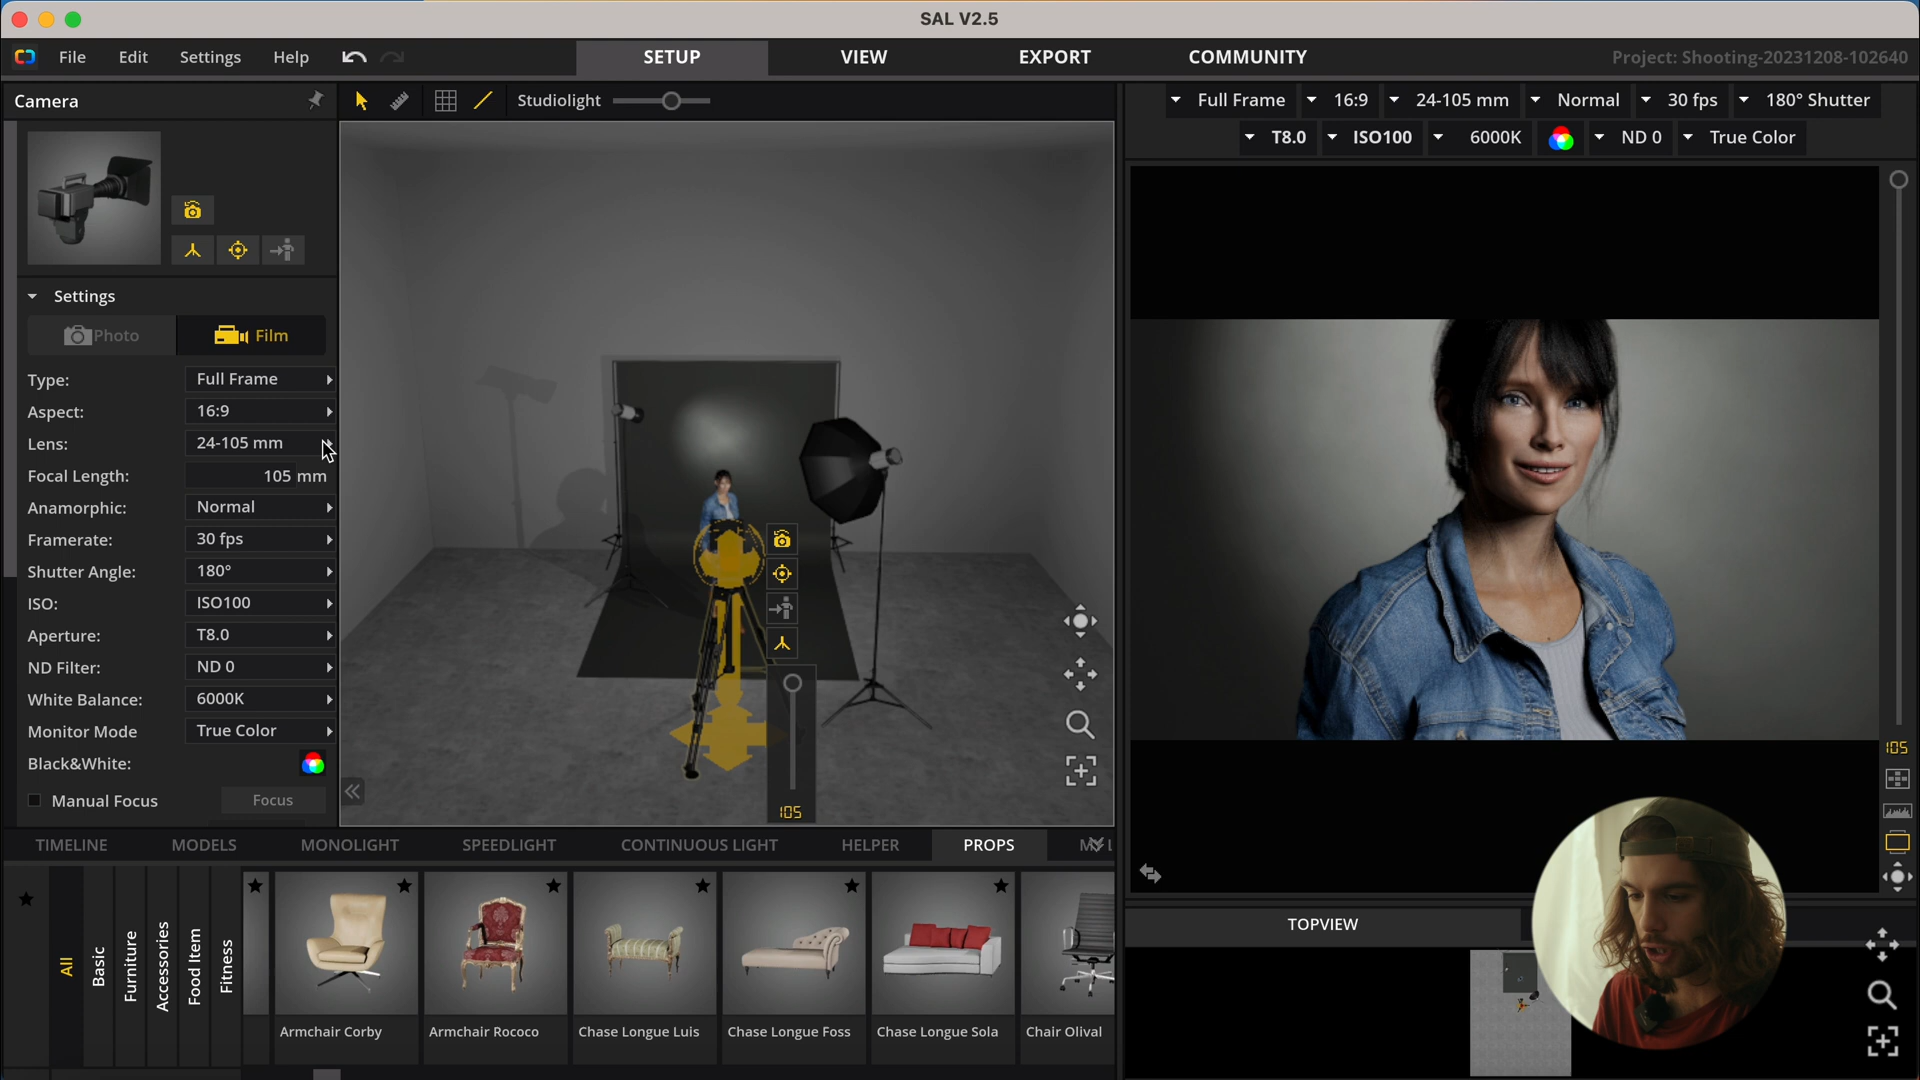 SAL V2.5
File Edit Settings Help SETUP VIEW EXPORT COMMUNITY Project: Shooting-20231208-102640
Camera Studiolight Full Frame 16:9 24-105 mm Normal 30 fps 180° Shutter
T8.0 ISO100 6000K ND 0 True Color
Settings
Photo Film
Type: Full Frame
Aspect: 16:9
Lens: 24-105 mm
Focal Length: 105 mm
Anamorphic: Normal
Framerate: 30 fps
Shutter Angle: 180°
ISO: ISO100
Aperture: T8.0
ND Filter: ND 0
White Balance: 6000K
Monitor Mode True Color
Black&White:
Manual Focus Focus
105
105
TIMELINE MODELS MONOLIGHT SPEEDLIGHT CONTINUOUS LIGHT HELPER PROPS
All
Basic
Furniture
Accessories
Food Item
Fitness
Armchair Corby Armchair Rococo Chase Longue Luis Chase Longue Foss Chase Longue Sola Chair Olival
TOPVIEW